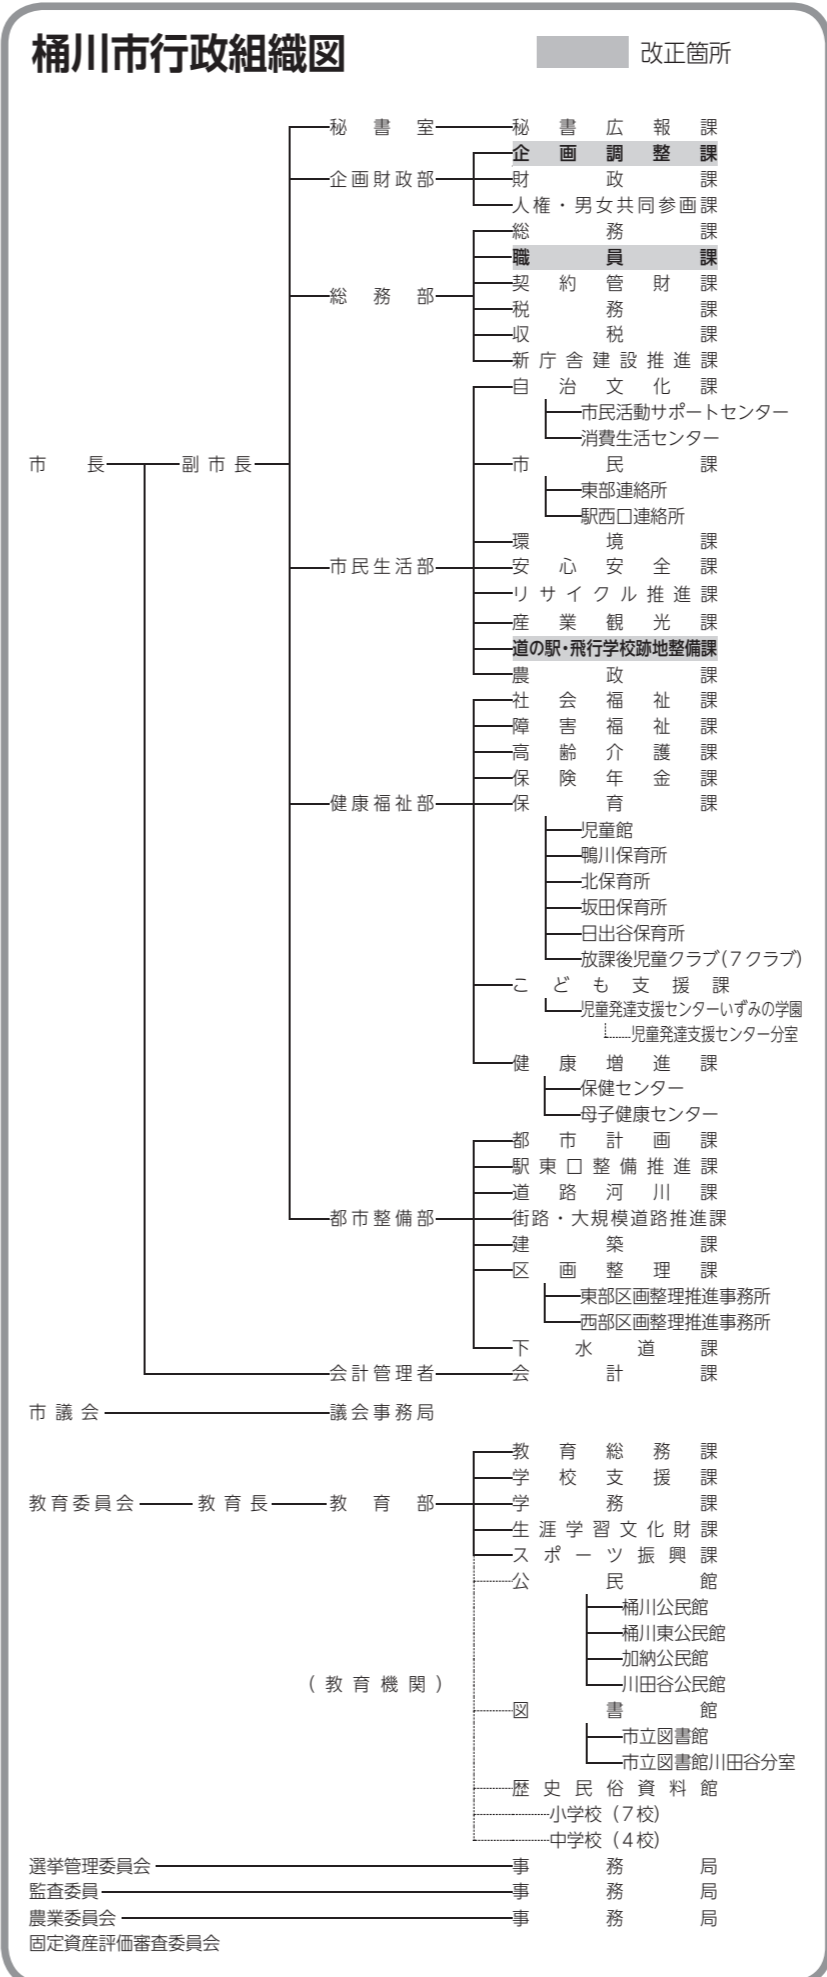 桶川市行政組織図
改正箇所
秘書室 秘書広報課
企画調整課
企画財政部 財政課
人権・男女共同参画課
総務課
職員課
契約管財課
総務部
税務課
収税課
新庁舎建設推進課
自治文化課
市民活動サポートセンター
消費生活センター
市長 副市長 市民課
東部連絡所
駅西口連絡所
環境課
市民生活部 安心安全課
リサイクル推進課
産業観光課
道の駅・飛行学校跡地整備課
農政課
社会福祉課
障害福祉課
高齢介護課
保険年金課
健康福祉部 保育課
児童館
鴨川保育所
北保育所
坂田保育所
日出谷保育所
放課後児童クラブ(7クラブ)
こども支援課
児童発達支援センターいずみの学園
児童発達支援センター分室
健康増進課
保健センター
母子健康センター
都市計画課
駅東口整備推進課
道路河川課
都市整備部 街路・大規模道路推進課
建築課
区画整理課
東部区画整理推進事務所
西部区画整理推進事務所
下水道課
会計管理者 会計課
市議会 議会事務局
教育総務課
学校支援課
教育委員会 教育長 教育部 学務課
生涯学習文化財課
スポーツ振興課
公民館
桶川公民館
桶川東公民館
加納公民館
(教育機関) 川田谷公民館
図書館
市立図書館
市立図書館川田谷分室
歴史民俗資料館
小学校(7校)
中学校(4校)
選挙管理委員会 事務局
監査委員 事務局
農業委員会 事務局
固定資産評価審査委員会